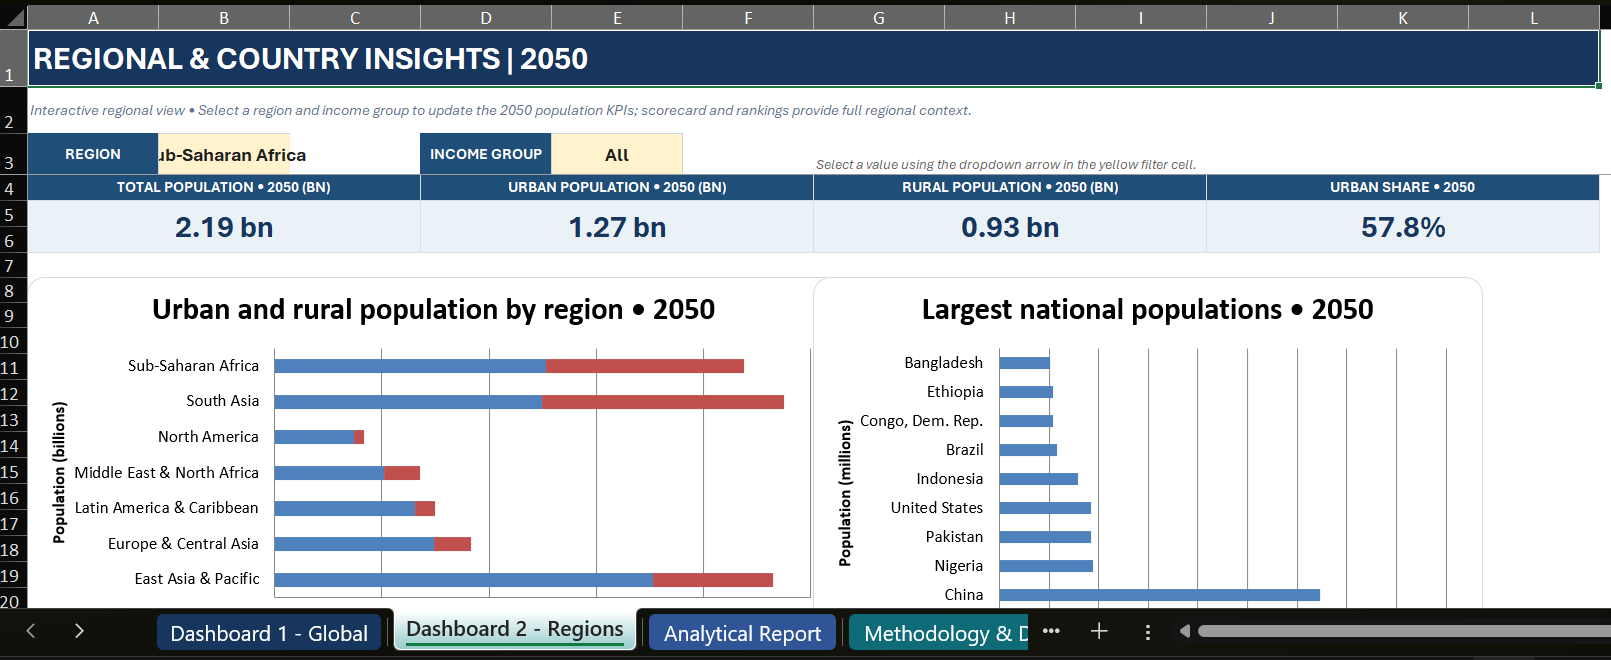 A B C D E F G H I J K L
1 REGIONAL & COUNTRY INSIGHTS | 2050
2 Interactive regional view • Select a region and income group to update the 2050 population KPIs; scorecard and rankings provide full regional context.
3 REGION ub-Saharan Africa INCOME GROUP All Select a value using the dropdown arrow in the yellow filter cell.
4 TOTAL POPULATION • 2050 (BN) URBAN POPULATION • 2050 (BN) RURAL POPULATION • 2050 (BN) URBAN SHARE • 2050
5
2.19 bn 1.27 bn 0.93 bn 57.8%
6
7
8
9
10
11
12
13
14
15
16
17
18
19
20
Urban and rural population by region • 2050
Population (billions)
Sub-Saharan Africa
South Asia
North America
Middle East & North Africa
Latin America & Caribbean
Europe & Central Asia
East Asia & Pacific
Largest national populations • 2050
Population (millions)
Bangladesh
Ethiopia
Congo, Dem. Rep.
Brazil
Indonesia
United States
Pakistan
Nigeria
China
Dashboard 1 - Global Dashboard 2 - Regions Analytical Report Methodology & D